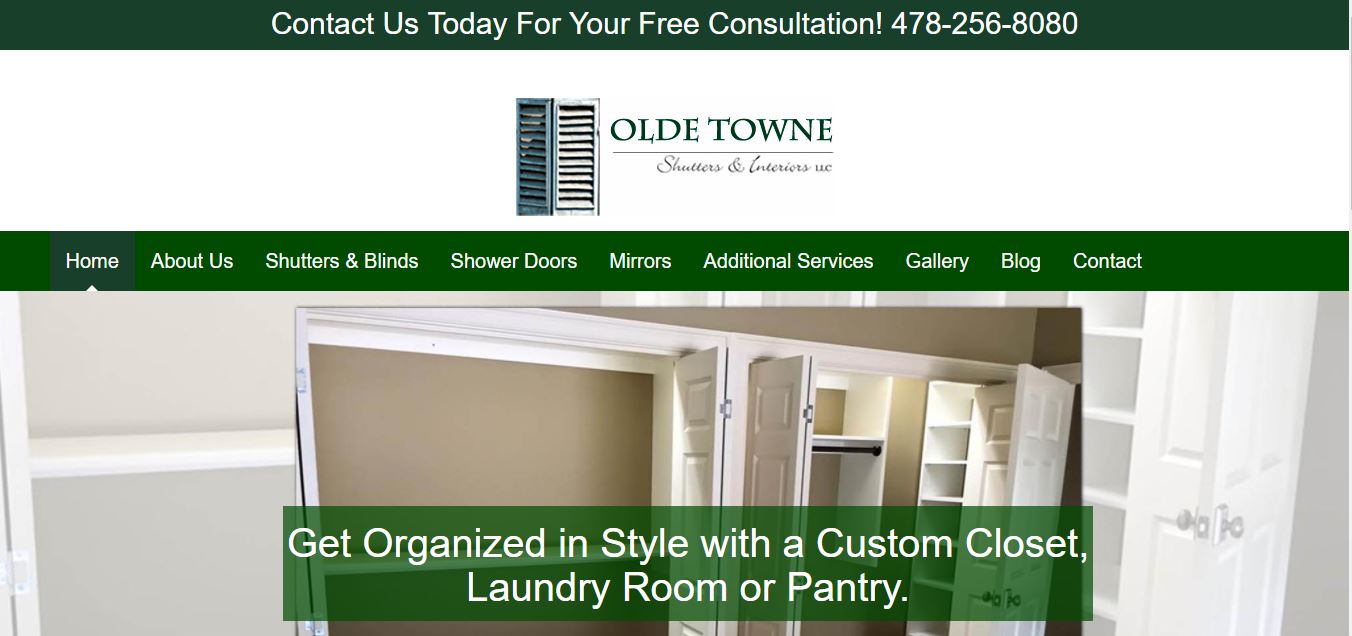 Contact Us Today For Your Free Consultation! 478-256-8080
OLDE TOWNE
Shutters & Interiors LLC
Home About Us Shutters & Blinds Shower Doors Mirrors Additional Services Gallery Blog Contact
Get Organized in Style with a Custom Closet,
Laundry Room or Pantry.